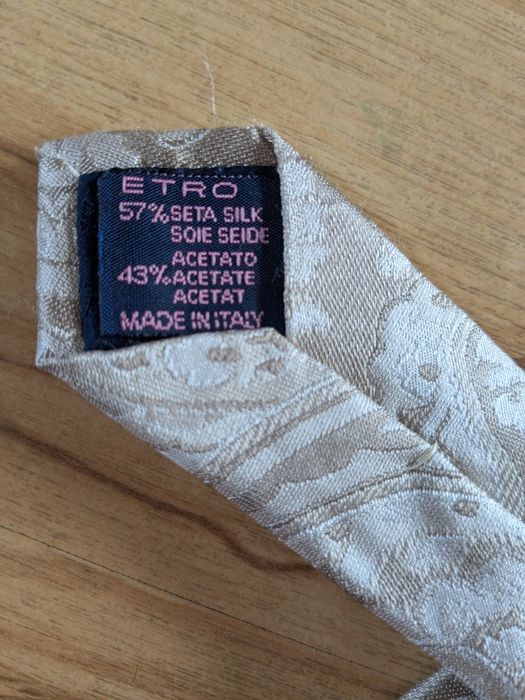 ETRO
57% SETA SILK
SOIE SEIDE
ACETATO
43% ACETATE
ACETAT
MADE IN ITALY